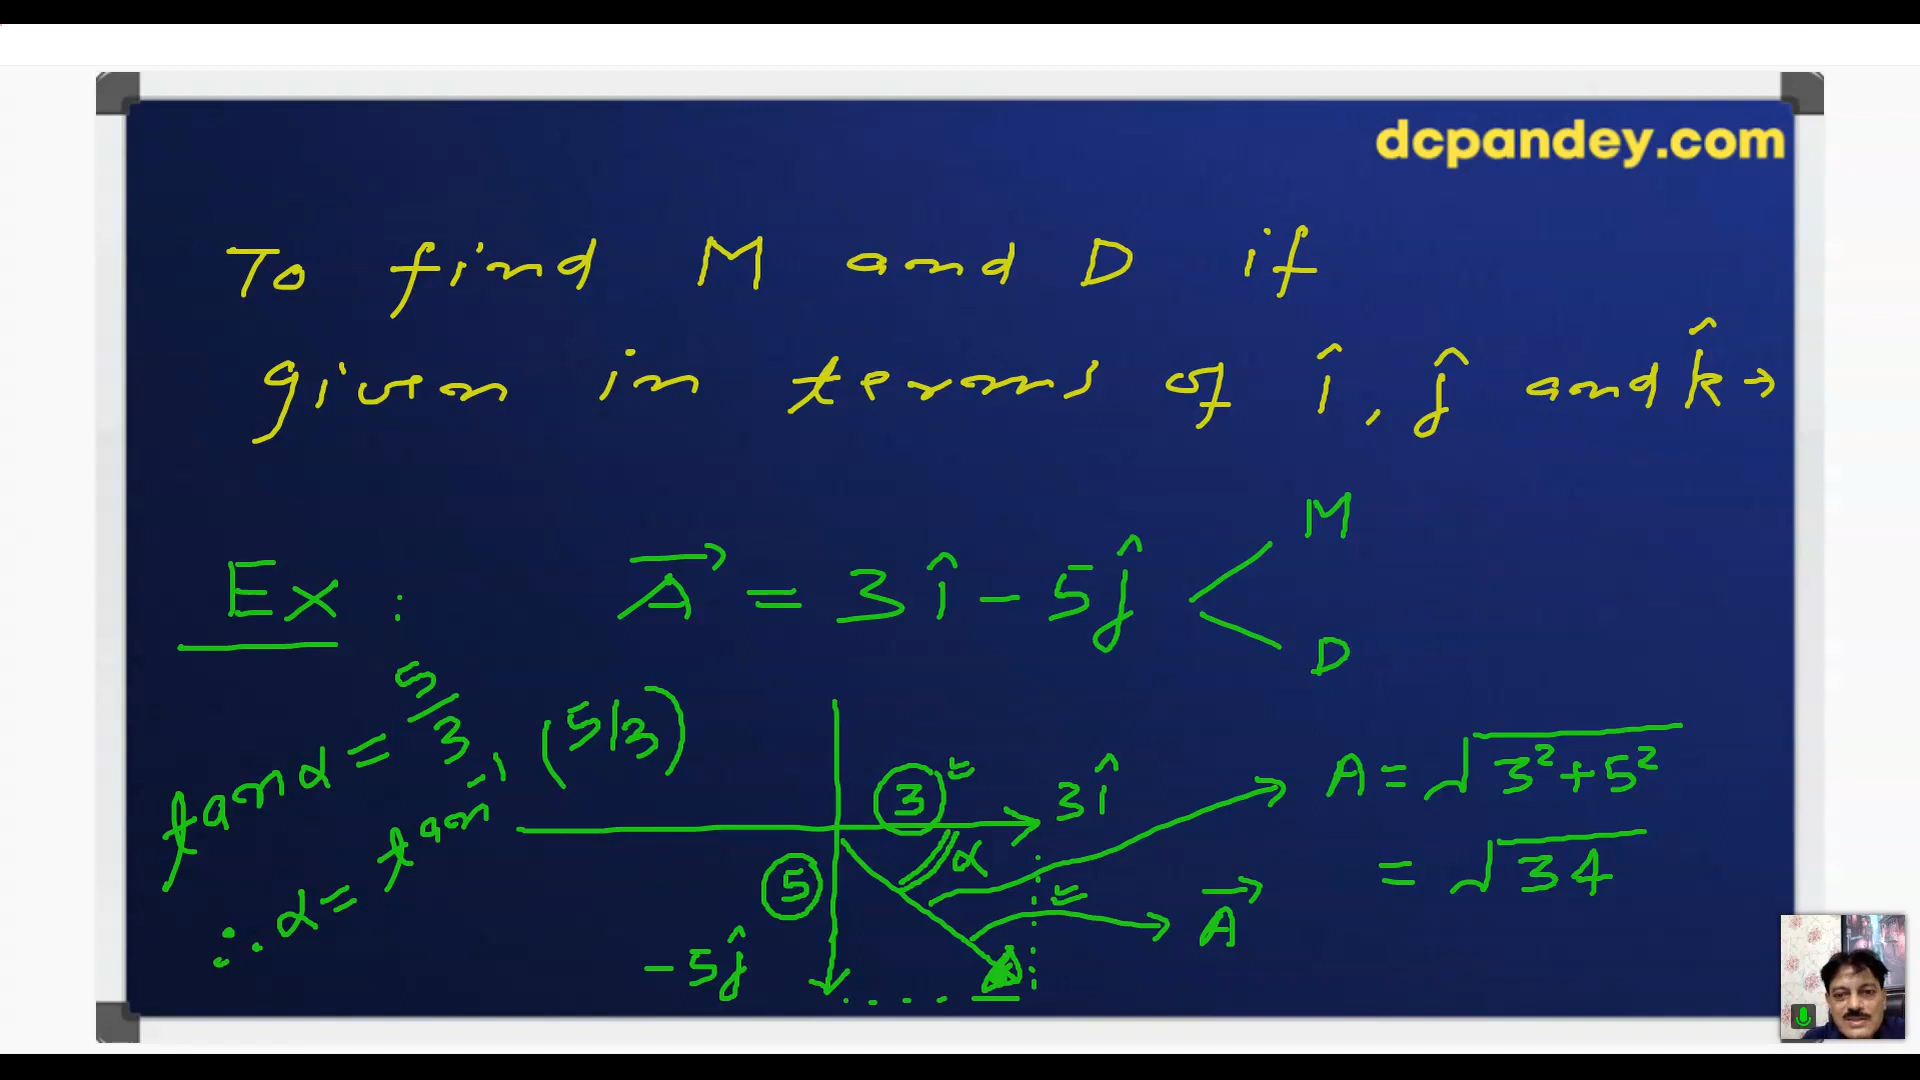 dcpandey.com
To find M and D if
given in terms of î, ĵ and k̂ →
M
Ex : A⃗ = 3î - 5ĵ
D
tan α = 5/3
∴ α = tan⁻¹ (5/3)
3
3î
A = √3² + 5²
α
5
= √34
A⃗
-5ĵ